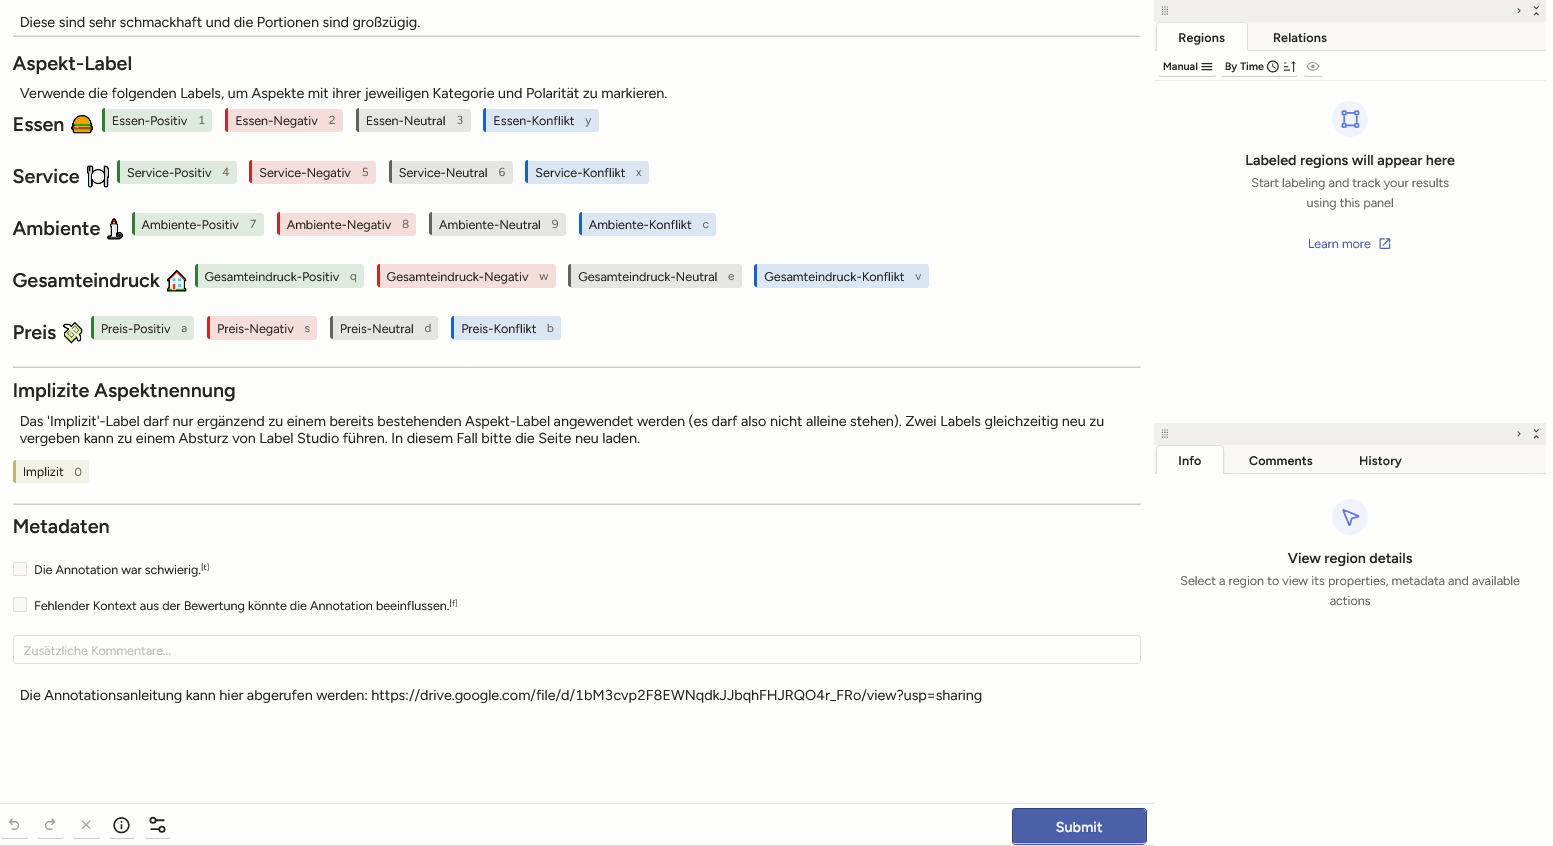 Diese sind sehr schmackhaft und die Portionen sind großzügig.
Aspekt-Label
Verwende die folgenden Labels, um Aspekte mit ihrer jeweiligen Kategorie und Polarität zu markieren.
Essen Essen-Positiv 1 Essen-Negativ 2 Essen-Neutral 3 Essen-Konflikt y
Service Service-Positiv 4 Service-Negativ 5 Service-Neutral 6 Service-Konflikt x
Ambiente Ambiente-Positiv 7 Ambiente-Negativ 8 Ambiente-Neutral 9 Ambiente-Konflikt c
Gesamteindruck Gesamteindruck-Positiv q Gesamteindruck-Negativ w Gesamteindruck-Neutral e Gesamteindruck-Konflikt v
Preis Preis-Positiv a Preis-Negativ s Preis-Neutral d Preis-Konflikt b
Implizite Aspektnennung
Das 'Implizit'-Label darf nur ergänzend zu einem bereits bestehenden Aspekt-Label angewendet werden (es darf also nicht alleine stehen). Zwei Labels gleichzeitig neu zu
vergeben kann zu einem Absturz von Label Studio führen. In diesem Fall bitte die Seite neu laden.
Implizit 0
Metadaten
Die Annotation war schwierig.[t]
Fehlender Kontext aus der Bewertung könnte die Annotation beeinflussen.[f]
Zusätzliche Kommentare...
Die Annotationsanleitung kann hier abgerufen werden: https://drive.google.com/file/d/1bM3cvp2F8EWNqdkJJbqhFHJRQO4r_FRo/view?usp=sharing
Submit
Regions Relations
Manual By Time
Labeled regions will appear here
Start labeling and track your results
using this panel
Learn more
Info Comments History
View region details
Select a region to view its properties, metadata and available
actions